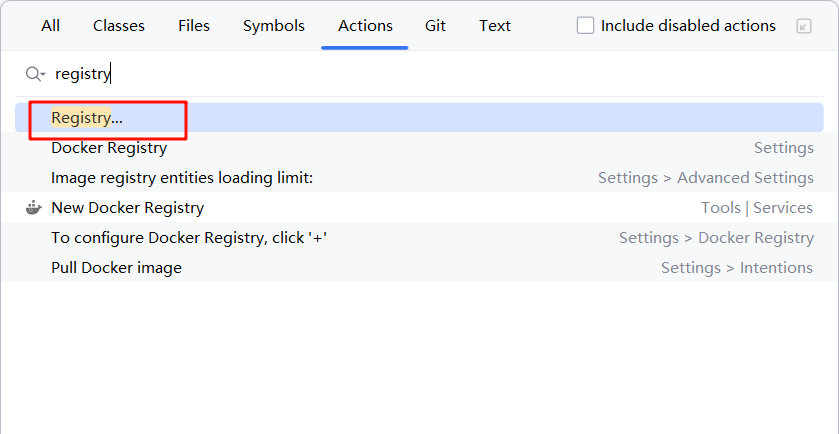 All Classes Files Symbols Actions Git Text Include disabled actions
registry
Registry...
Docker Registry Settings
Image registry entities loading limit: Settings > Advanced Settings
New Docker Registry Tools | Services
To configure Docker Registry, click '+' Settings > Docker Registry
Pull Docker image Settings > Intentions